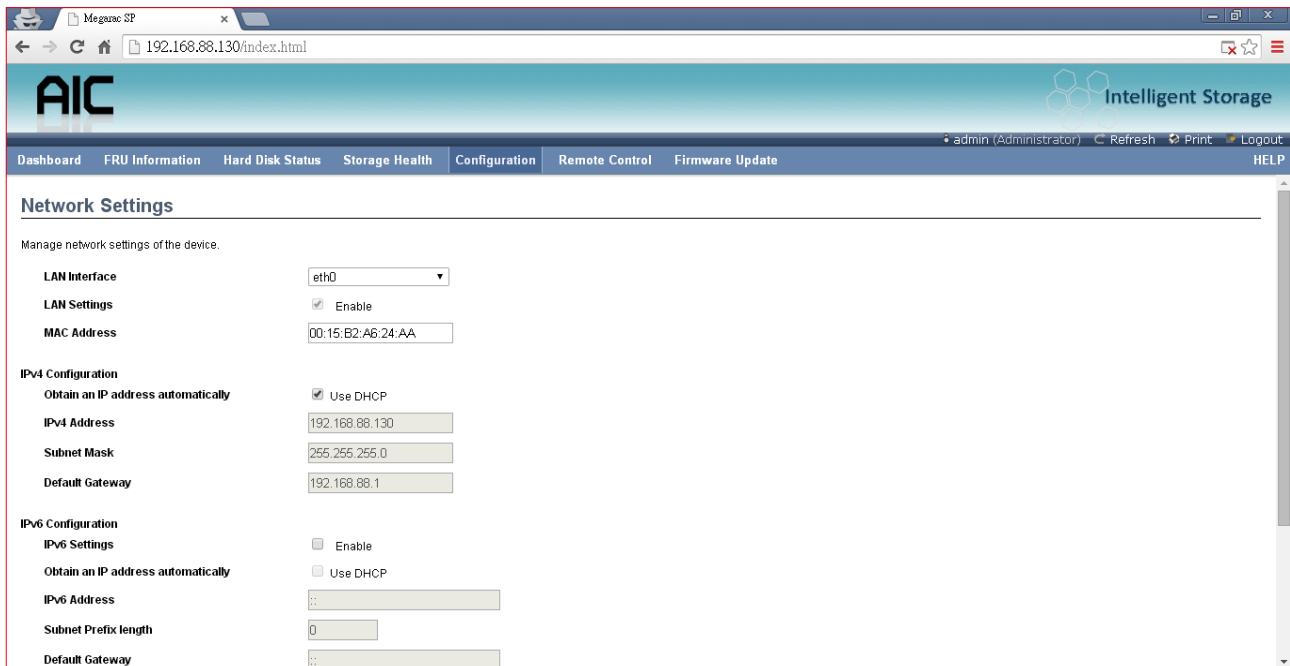 Megarac SP
192.168.88.130/index.html
AIC
Intelligent Storage
admin (Administrator) Refresh Print Logout
Dashboard FRU Information Hard Disk Status Storage Health Configuration Remote Control Firmware Update HELP
Network Settings
Manage network settings of the device.
LAN Interface eth0
LAN Settings Enable
MAC Address 00:15:B2:A6:24:AA
IPv4 Configuration
Obtain an IP address automatically Use DHCP
IPv4 Address 192.168.88.130
Subnet Mask 255.255.255.0
Default Gateway 192.168.88.1
IPv6 Configuration
IPv6 Settings Enable
Obtain an IP address automatically Use DHCP
IPv6 Address ::
Subnet Prefix length 0
Default Gateway ::